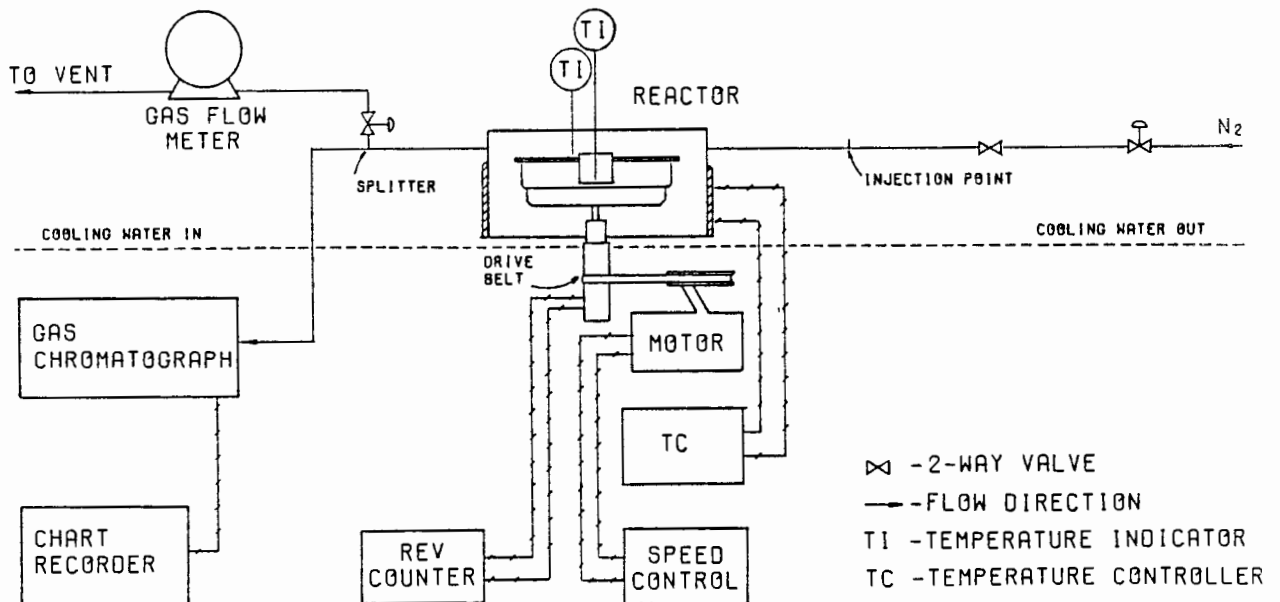 TI
TI
TO VENT
REACTOR
GAS FLOW
METER
N2
SPLITTER
INJECTION POINT
COOLING WATER IN
COOLING WATER OUT
DRIVE
BELT
GAS
CHROMATOGRAPH
MOTOR
TC
CHART
RECORDER
REV
COUNTER
SPEED
CONTROL
-2-WAY VALVE
-FLOW DIRECTION
TI -TEMPERATURE INDICATOR
TC -TEMPERATURE CONTROLLER